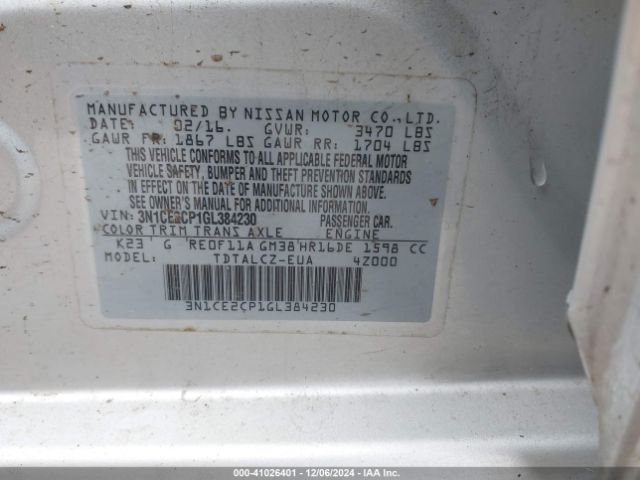 MANUFACTURED BY NISSAN MOTOR CO.,LTD.
DATE: 02/16. GVWR: 3470 LBS
GAWR FR: 1867 LBS GAWR RR: 1704 LBS
THIS VEHICLE CONFORMS TO ALL APPLICABLE FEDERAL MOTOR
VEHICLE SAFETY, BUMPER AND THEFT PREVENTION STANDARDS
IN EFFECT ON THE DATE OF MANUFACTURE SHOWN ABOVE.
SEE OWNER'S MANUAL FOR ADDITIONAL INFORMATION.
VIN: 3N1CE2CP1GL384230 PASSENGER CAR.
COLOR TRIM TRANS AXLE ENGINE
K23 G RE0F11A GM38 HR16DE 1598 CC
MODEL: TDTALCZ-EUA 4Z000
3N1CE2CP1GL384230
000-41026401 | 12/06/2024 | IAA Inc.